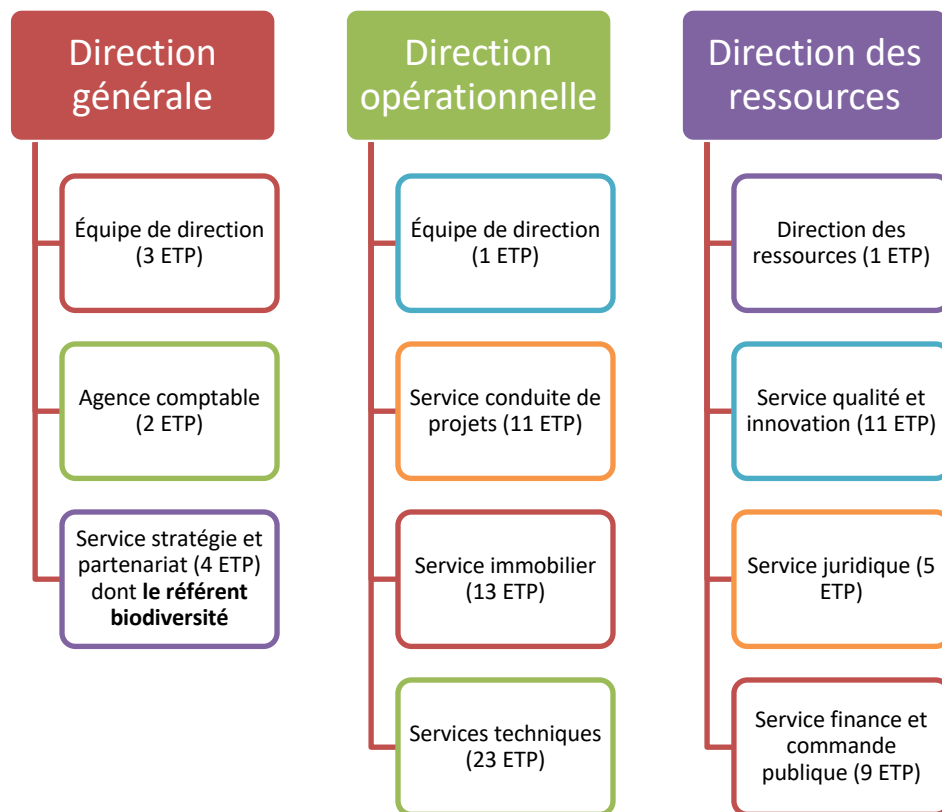 Direction
générale
Équipe de direction
(3 ETP)
Agence comptable
(2 ETP)
Service stratégie et
partenariat (4 ETP)
dont le référent
biodiversité
Direction
opérationnelle
Équipe de direction
(1 ETP)
Service conduite de
projets (11 ETP)
Service immobilier
(13 ETP)
Services techniques
(23 ETP)
Direction des
ressources
Direction des
ressources (1 ETP)
Service qualité et
innovation (11 ETP)
Service juridique (5
ETP)
Service finance et
commande
publique (9 ETP)